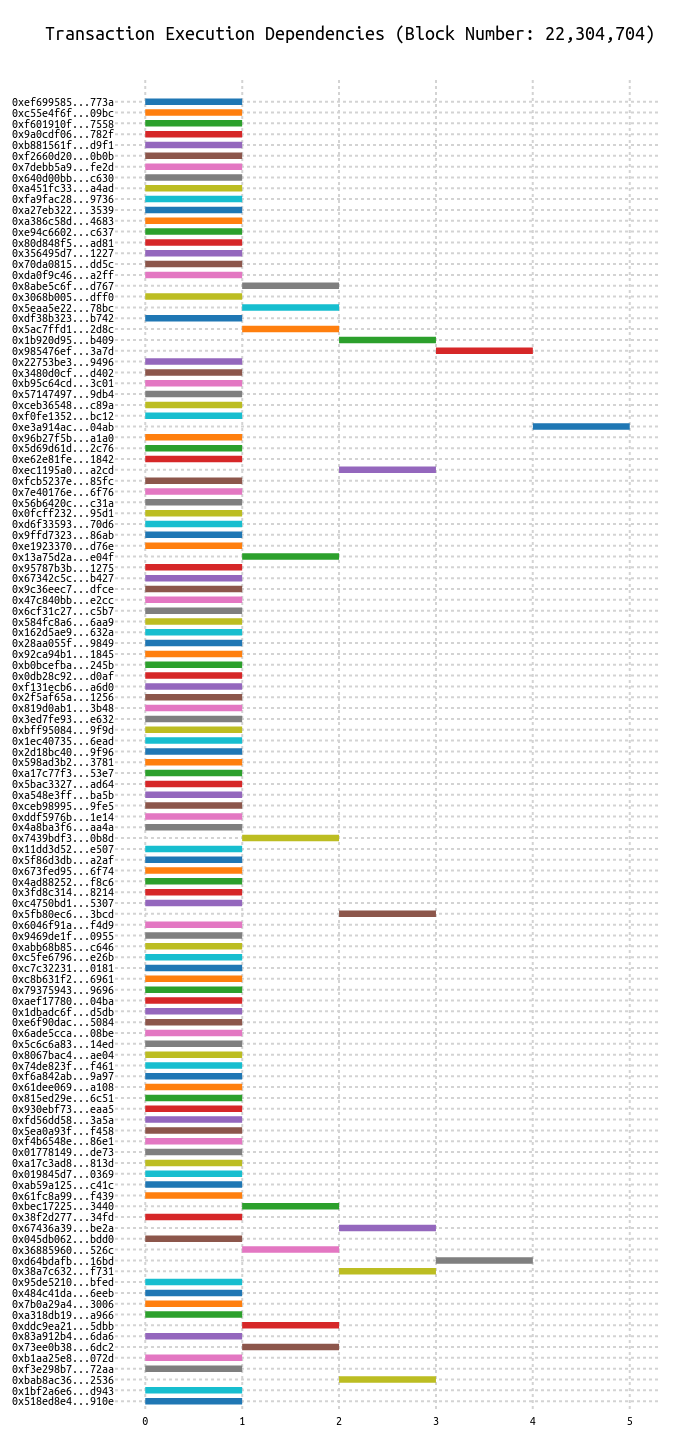 Transaction Execution Dependencies (Block Number: 22,304,704)
0xef699585...773a
0xc55e4f6f...09bc
0xf601910f...7558
0x9a0cdf06...782f
0xb881561f...d9f1
0xf2660d20...0b0b
0x7debb5a9...fe2d
0x640d00bb...c630
0xa451fc33...a4ad
0xfa9fac28...9736
0xa27eb322...3539
0xa386c58d...4683
0xe94c6602...c637
0x80d848f5...ad81
0x356495d7...1227
0x70da0815...dd5c
0xda0f9c46...a2ff
0x8abe5c6f...d767
0x3068b005...dff0
0x5eaa5e22...78bc
0xdf38b323...b742
0x5ac7ffd1...2d8c
0x1b920d95...b409
0x985476ef...3a7d
0x22753be3...9496
0x3480d0cf...d402
0xb95c64cd...3c01
0x57147497...9db4
0xceb36548...c89a
0xf0fe1352...bc12
0xe3a914ac...04ab
0x96b27f5b...a1a0
0x5d69d61d...2c76
0xe62e81fe...1842
0xec1195a0...a2cd
0xfcb5237e...85fc
0x7e40176e...6f76
0x56b6420c...c31a
0x0fcff232...95d1
0xd6f33593...70d6
0x9ffd7323...86ab
0xe1923370...d76e
0x13a75d2a...e04f
0x95787b3b...1275
0x67342c5c...b427
0x9c36eec7...dfce
0x47c840bb...e2cc
0x6cf31c27...c5b7
0x584fc8a6...6aa9
0x162d5ae9...632a
0x28aa055f...9849
0x92ca94b1...1845
0xb0bcefba...245b
0x0db28c92...d0af
0xf131ecb6...a6d0
0x2f5af65a...1256
0x819d0ab1...3b48
0x3ed7fe93...e632
0xbff95084...9f9d
0x1ec40735...6ead
0x2d18bc40...9f96
0x598ad3b2...3781
0xa17c77f3...53e7
0x5bac3327...ad64
0xa548e3ff...ba5b
0xceb98995...9fe5
0xddf5976b...1e14
0x4a8ba3f6...aa4a
0x7439bdf3...0b8d
0x11dd3d52...e507
0x5f86d3db...a2af
0x673fed95...6f74
0x4ad88252...f8c6
0x3fd8c314...8214
0xc4750bd1...5307
0x5fb80ec6...3bcd
0x6046f91a...f4d9
0x9469de1f...0955
0xabb68b85...c646
0xc5fe6796...e26b
0xc7c32231...0181
0xc8b631f2...6961
0x79375943...9696
0xaef17780...04ba
0x1dbadc6f...d5db
0xe6f90dac...5084
0x6ade5cca...08be
0x5c6c6a83...14ed
0x8067bac4...ae04
0x74de823f...f461
0xf6a842ab...9a97
0x61dee069...a108
0x815ed29e...6c51
0x930ebf73...eaa5
0xfd56dd58...3a5a
0x5ea0a93f...f458
0xf4b6548e...86e1
0x01778149...de73
0xa17c3ad8...813d
0x019845d7...0369
0xab59a125...c41c
0x61fc8a99...f439
0xbec17225...3440
0x38f2d277...34fd
0x67436a39...be2a
0x045db062...bdd0
0x36885960...526c
0xd64bdafb...16bd
0x38a7c632...f731
0x95de5210...bfed
0x484c41da...6eeb
0x7b0a29a4...3006
0xa318db19...a966
0xddc9ea21...5dbb
0x83a912b4...6da6
0x73ee0b38...6dc2
0xb1aa25e8...072d
0xf3e298b7...72aa
0xbab8ac36...2536
0x1bf2a6e6...d943
0x518ed8e4...910e
0 1 2 3 4 5